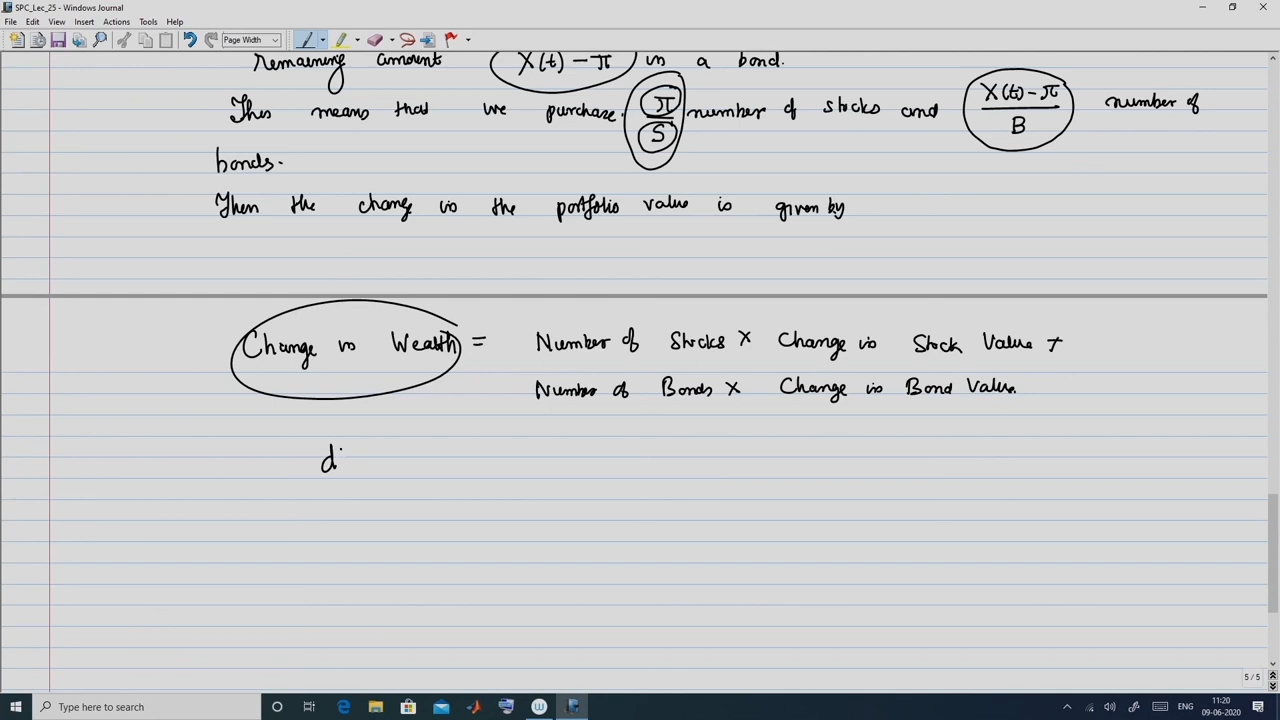 SPC_Lec_25 - Windows Journal
File Edit View Insert Actions Tools Help
Page Width
Remaining amount X(t) - π in a bond.
This means that we purchase π/S number of stocks and (X(t) - π)/B number of
bonds.
Then the change in the portfolio value is given by
Change in Wealth = Number of Stocks X Change in Stock Value +
Number of Bonds X Change in Bond Value.
d
5 / 5
Type here to search
ENG
11:20
09-06-2020